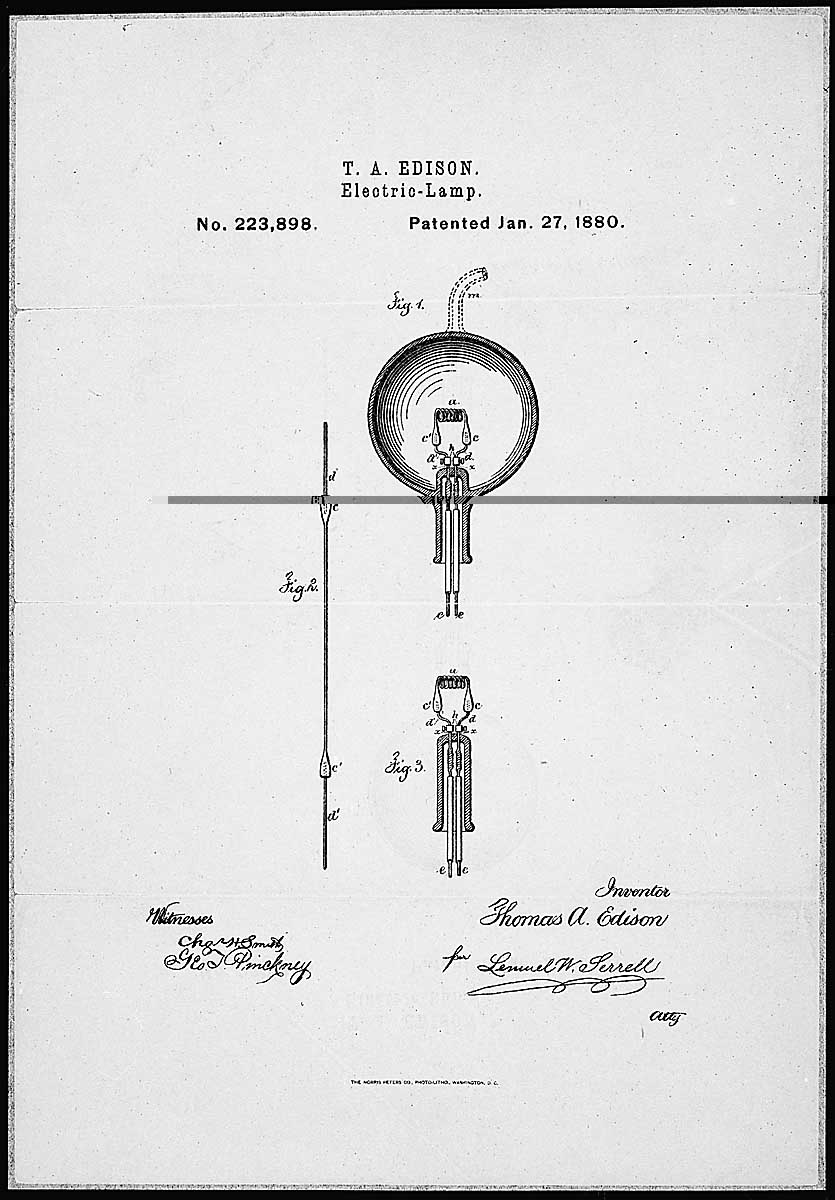 T. A. EDISON.
Electric-Lamp.
No. 223,898. Patented Jan. 27, 1880.
Fig. 1.
m
a
c' c
h
d' d
x x
d
c
Fig. 2.
e e
a
c' c
h
d' d
x x
Fig. 3.
c'
d'
e e
Witnesses
Chas. H. Smith
Geo. T. Pinckney
Inventor
Thomas A. Edison
for Lemuel W. Serrell
atty
THE NORRIS PETERS CO., PHOTO-LITHO., WASHINGTON, D. C.